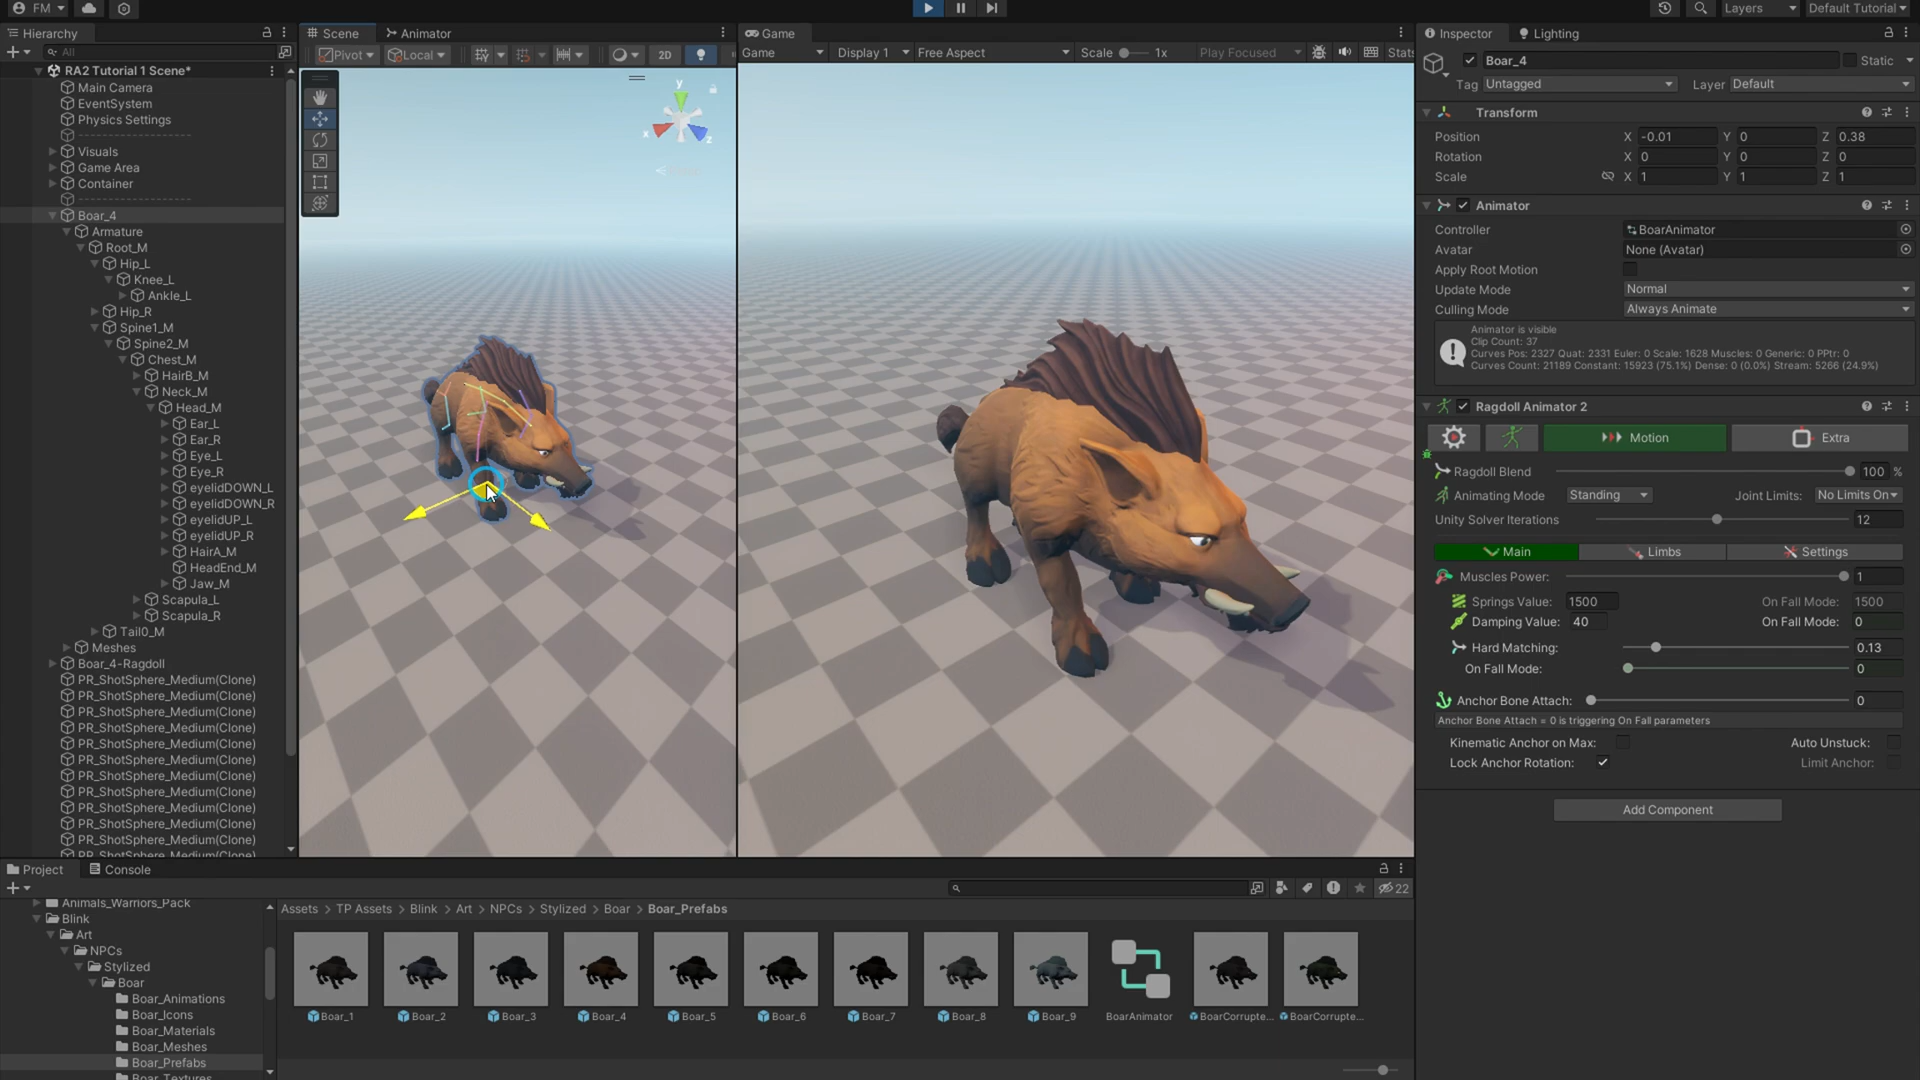 FM
Layers
Default Tutorial
Hierarchy
All
RA2 Tutorial 1 Scene*
Main Camera
EventSystem
Physics Settings
--------------------
Visuals
Game Area
Container
--------------------
Boar_4
Armature
Root_M
Hip_L
Knee_L
Ankle_L
Hip_R
Spine1_M
Spine2_M
Chest_M
HairB_M
Neck_M
Head_M
Ear_L
Ear_R
Eye_L
Eye_R
eyelidDOWN_L
eyelidDOWN_R
eyelidUP_L
eyelidUP_R
HairA_M
HeadEnd_M
Jaw_M
Scapula_L
Scapula_R
Tail0_M
Meshes
Boar_4-Ragdoll
PR_ShotSphere_Medium(Clone)
PR_ShotSphere_Medium(Clone)
PR_ShotSphere_Medium(Clone)
PR_ShotSphere_Medium(Clone)
PR_ShotSphere_Medium(Clone)
PR_ShotSphere_Medium(Clone)
PR_ShotSphere_Medium(Clone)
PR_ShotSphere_Medium(Clone)
PR_ShotSphere_Medium(Clone)
PR_ShotSphere_Medium(Clone)
PR_ShotSphere_Medium(Clone)
PR_ShotSphere_Medium(Clone)
Scene
Animator
Pivot
Local
2D
y
x
z
Game
Game
Display 1
Free Aspect
Scale
1x
Play Focused
Stats
Inspector
Lighting
Boar_4
Static
Tag Untagged
Layer Default
Transform
Position X -0.01 Y 0 Z 0.38
Rotation X 0 Y 0 Z 0
Scale X 1 Y 1 Z 1
Animator
Controller BoarAnimator
Avatar None (Avatar)
Apply Root Motion
Update Mode Normal
Culling Mode Always Animate
Animator is visible
Clip Count: 37
Curves Pos: 2327 Quat: 2331 Euler: 0 Scale: 1628 Muscles: 0 Generic: 0 PPtr: 0
Curves Count: 21189 Constant: 15923 (75.1%) Dense: 0 (0.0%) Stream: 5266 (24.9%)
Ragdoll Animator 2
Motion
Extra
Ragdoll Blend 100 %
Animating Mode Standing Joint Limits: No Limits On
Unity Solver Iterations 12
Main Limbs Settings
Muscles Power: 1
Springs Value: 1500 On Fall Mode: 1500
Damping Value: 40 On Fall Mode: 0
Hard Matching: 0.13
On Fall Mode: 0
Anchor Bone Attach: 0
Anchor Bone Attach = 0 is triggering On Fall parameters
Kinematic Anchor on Max: Auto Unstuck:
Lock Anchor Rotation: Limit Anchor:
Add Component
Project
Console
22
Animals_Warriors_Pack
Blink
Art
NPCs
Stylized
Boar
Boar_Animations
Boar_Icons
Boar_Materials
Boar_Meshes
Boar_Prefabs
Boar_Textures
Assets > TP Assets > Blink > Art > NPCs > Stylized > Boar > Boar_Prefabs
Boar_1
Boar_2
Boar_3
Boar_4
Boar_5
Boar_6
Boar_7
Boar_8
Boar_9
BoarAnimator
BoarCorrupte...
BoarCorrupte...